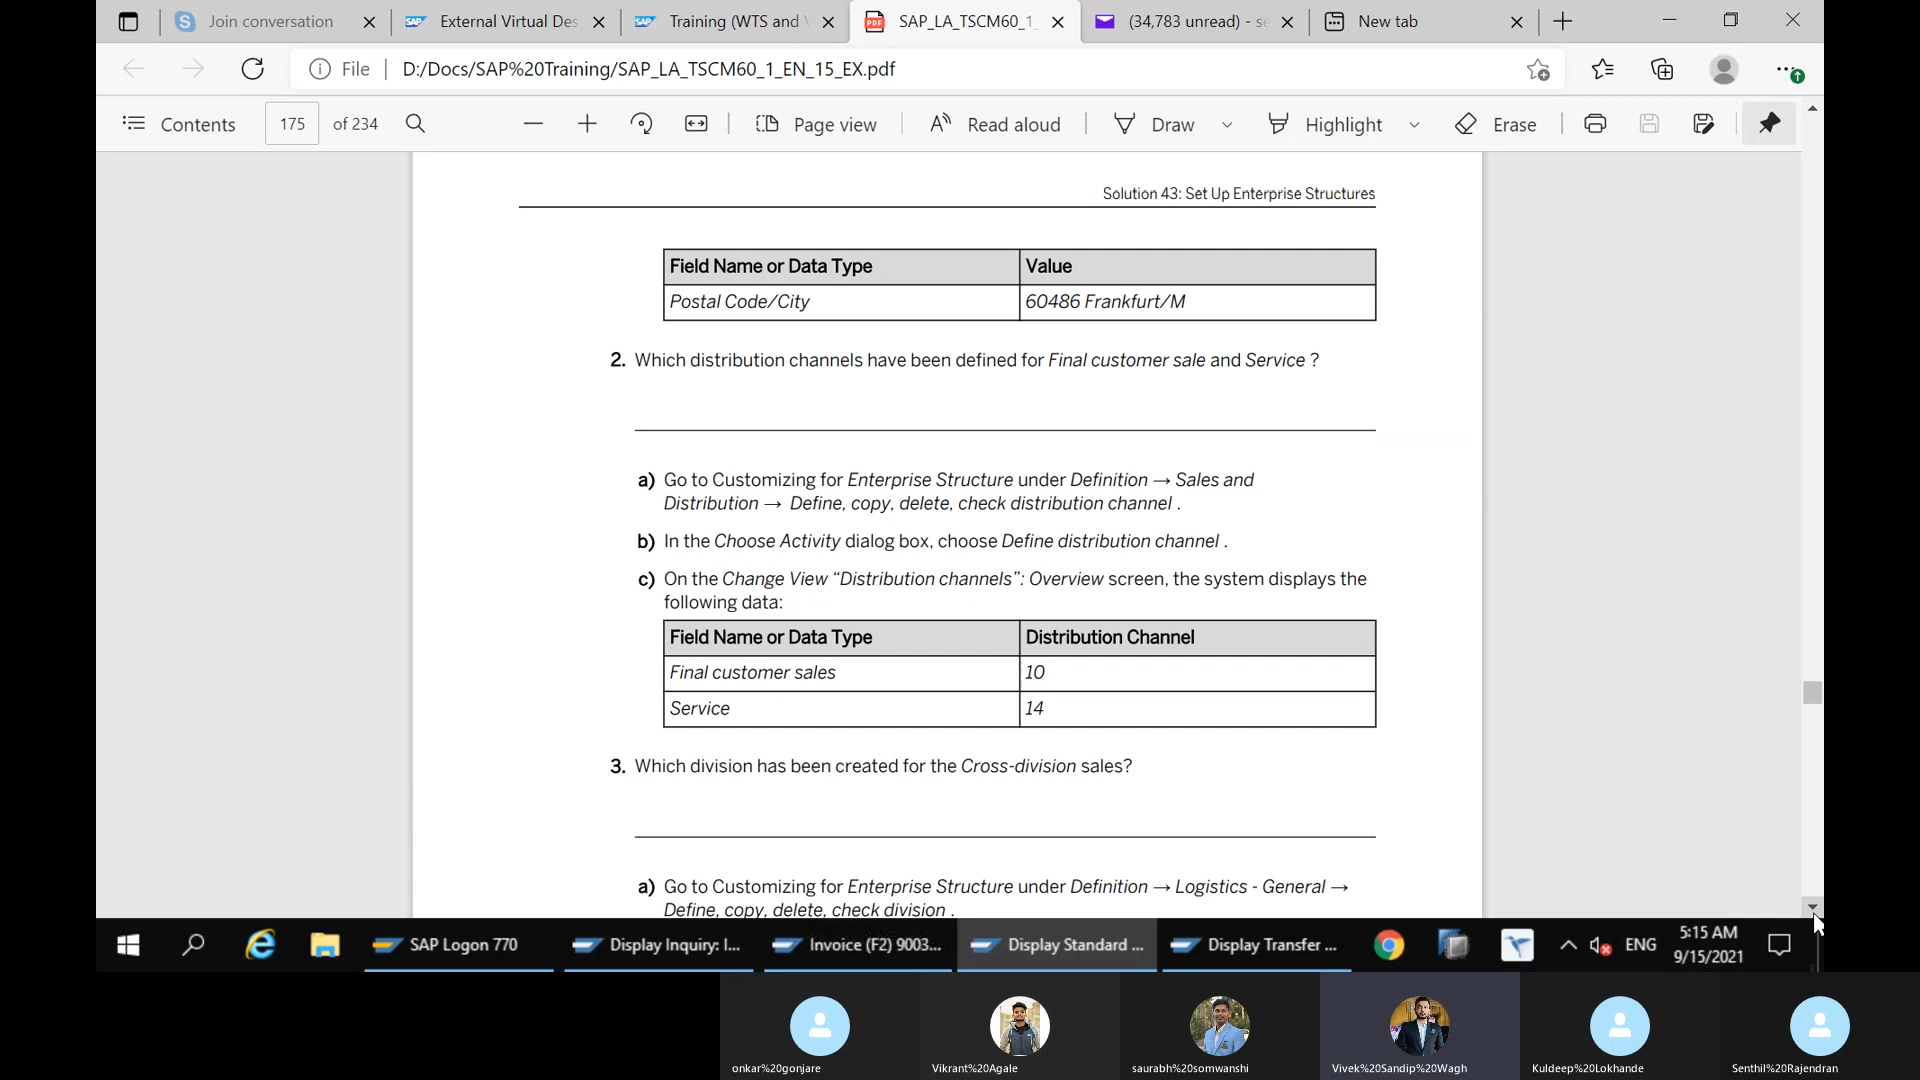 Join conversation
External Virtual Des
Training (WTS and V
SAP_LA_TSCM60_1_
(34,783 unread) - se
New tab
File
D:/Docs/SAP%20Training/SAP_LA_TSCM60_1_EN_15_EX.pdf
Contents
175
of 234
Page view
Read aloud
Draw
Highlight
Erase
Solution 43: Set Up Enterprise Structures
Field Name or Data Type
Value
Postal Code/City
60486 Frankfurt/M
2. Which distribution channels have been defined for Final customer sale and Service ?
a) Go to Customizing for Enterprise Structure under Definition → Sales and
Distribution → Define, copy, delete, check distribution channel .
b) In the Choose Activity dialog box, choose Define distribution channel .
c) On the Change View “Distribution channels”: Overview screen, the system displays the
following data:
Field Name or Data Type
Distribution Channel
Final customer sales
10
Service
14
3. Which division has been created for the Cross-division sales?
a) Go to Customizing for Enterprise Structure under Definition → Logistics - General →
Define, copy, delete, check division .
SAP Logon 770
Display Inquiry: I...
Invoice (F2) 9003...
Display Standard ...
Display Transfer ...
ENG
5:15 AM
9/15/2021
onkar%20gonjare
Vikrant%20Agale
saurabh%20somwanshi
Vivek%20Sandip%20Wagh
Kuldeep%20Lokhande
Senthil%20Rajendran